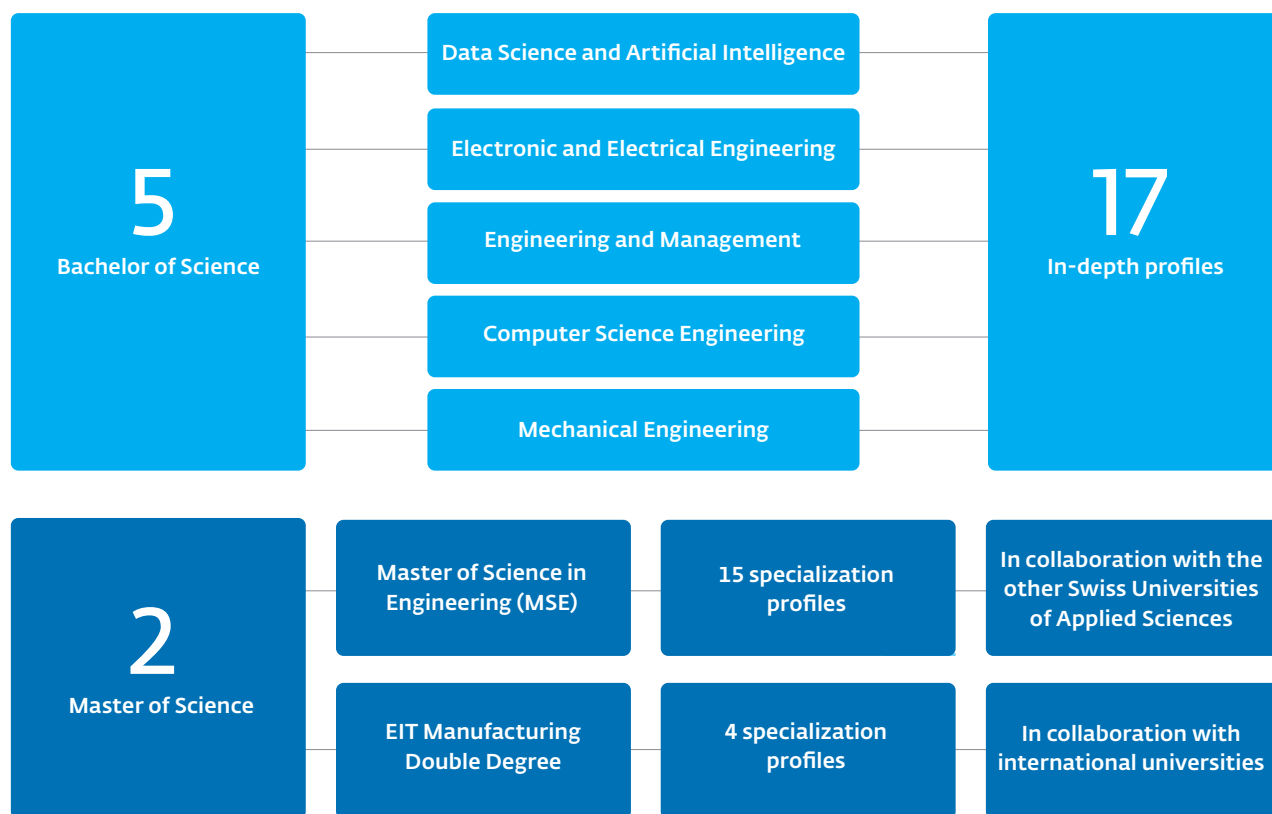 5
Bachelor of Science
Data Science and Artificial Intelligence
Electronic and Electrical Engineering
Engineering and Management
Computer Science Engineering
Mechanical Engineering
17
In-depth profiles
2
Master of Science
Master of Science in
Engineering (MSE)
15 specialization
profiles
In collaboration with the
other Swiss Universities
of Applied Sciences
EIT Manufacturing
Double Degree
4 specialization
profiles
In collaboration with
international universities